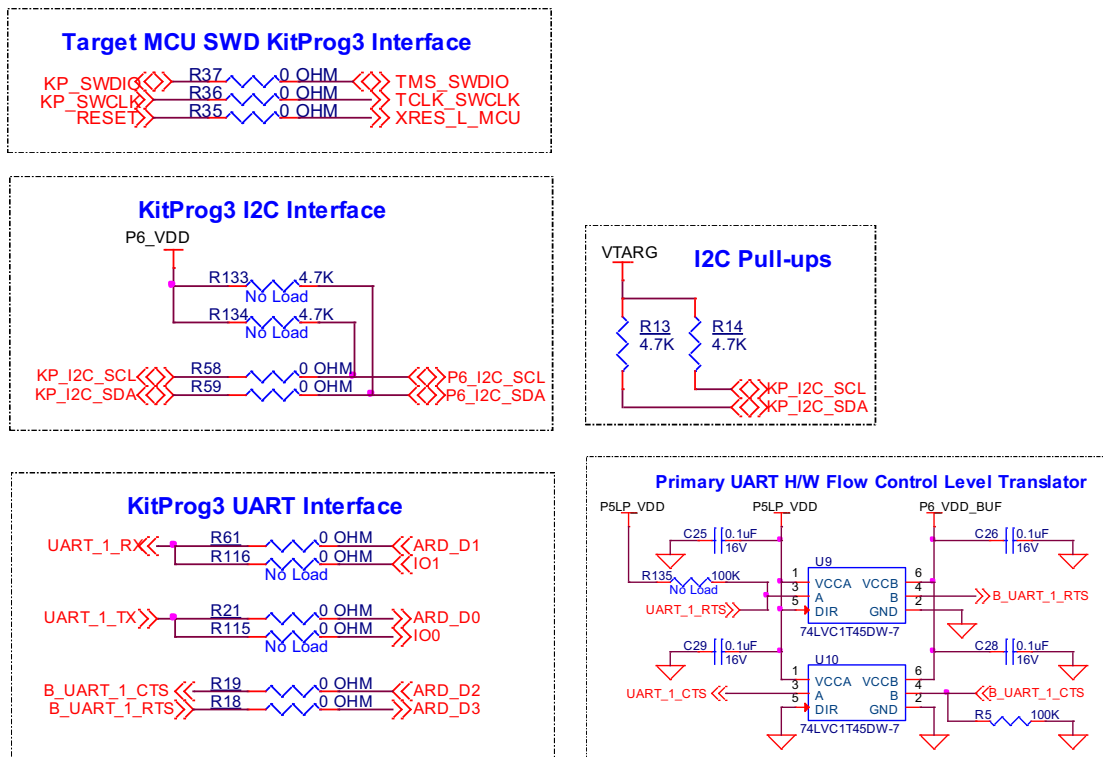 Target MCU SWD KitProg3 Interface
KP_SWDIO R37 0 OHM TMS_SWDIO
KP_SWCLK R36 0 OHM TCLK_SWCLK
RESET R35 0 OHM XRES_L_MCU
KitProg3 I2C Interface
P6_VDD
R133 4.7K
No Load
R134 4.7K
No Load
KP_I2C_SCL R58 0 OHM P6_I2C_SCL
KP_I2C_SDA R59 0 OHM P6_I2C_SDA
I2C Pull-ups
VTARG
R13 R14
4.7K 4.7K
KP_I2C_SCL
KP_I2C_SDA
KitProg3 UART Interface
UART_1_RX R61 0 OHM ARD_D1
R116 0 OHM IO1
No Load
UART_1_TX R21 0 OHM ARD_D0
R115 0 OHM IO0
No Load
B_UART_1_CTS R19 0 OHM ARD_D2
B_UART_1_RTS R18 0 OHM ARD_D3
Primary UART H/W Flow Control Level Translator
P5LP_VDD P5LP_VDD P6_VDD_BUF
C25 0.1uF C26 0.1uF
16V 16V
U9
R135 100K 1 VCCA VCCB 6
No Load 3 A B 4 B_UART_1_RTS
UART_1_RTS 5 DIR GND 2
74LVC1T45DW-7
C29 0.1uF C28 0.1uF
16V 16V
U10
1 VCCA VCCB 6
UART_1_CTS 3 A B 4 B_UART_1_CTS
5 DIR GND 2
R5 100K
74LVC1T45DW-7